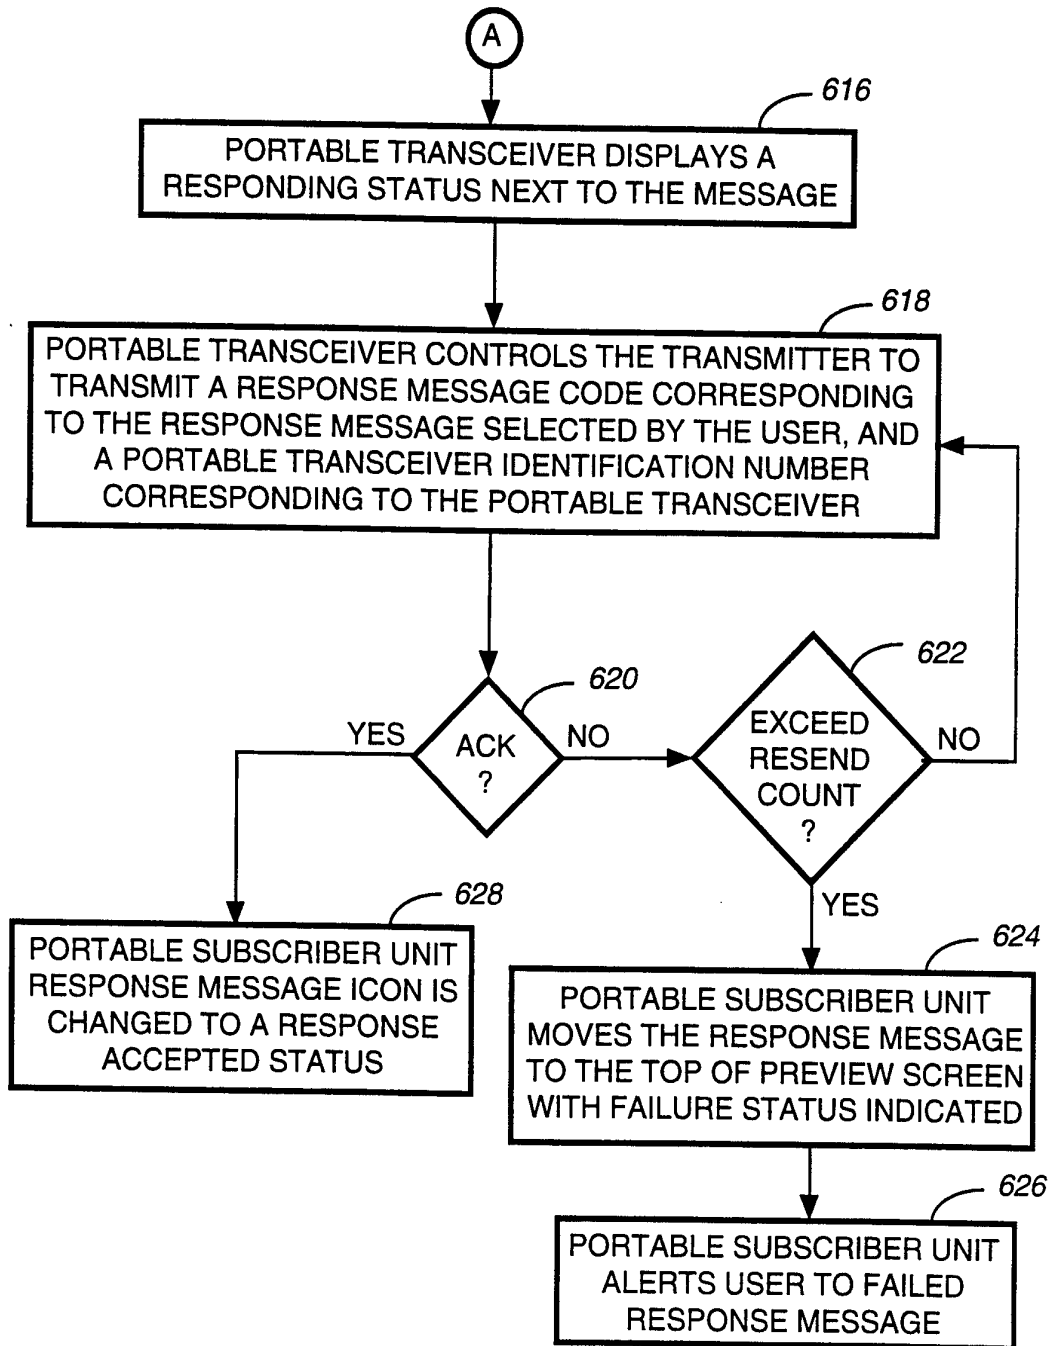 A
616
PORTABLE TRANSCEIVER DISPLAYS A
RESPONDING STATUS NEXT TO THE MESSAGE
618
PORTABLE TRANSCEIVER CONTROLS THE TRANSMITTER TO
TRANSMIT A RESPONSE MESSAGE CODE CORRESPONDING
TO THE RESPONSE MESSAGE SELECTED BY THE USER, AND
A PORTABLE TRANSCEIVER IDENTIFICATION NUMBER
CORRESPONDING TO THE PORTABLE TRANSCEIVER
620
YES
ACK
?
NO
622
EXCEED
RESEND
COUNT
?
NO
YES
628
PORTABLE SUBSCRIBER UNIT
RESPONSE MESSAGE ICON IS
CHANGED TO A RESPONSE
ACCEPTED STATUS
624
PORTABLE SUBSCRIBER UNIT
MOVES THE RESPONSE MESSAGE
TO THE TOP OF PREVIEW SCREEN
WITH FAILURE STATUS INDICATED
626
PORTABLE SUBSCRIBER UNIT
ALERTS USER TO FAILED
RESPONSE MESSAGE